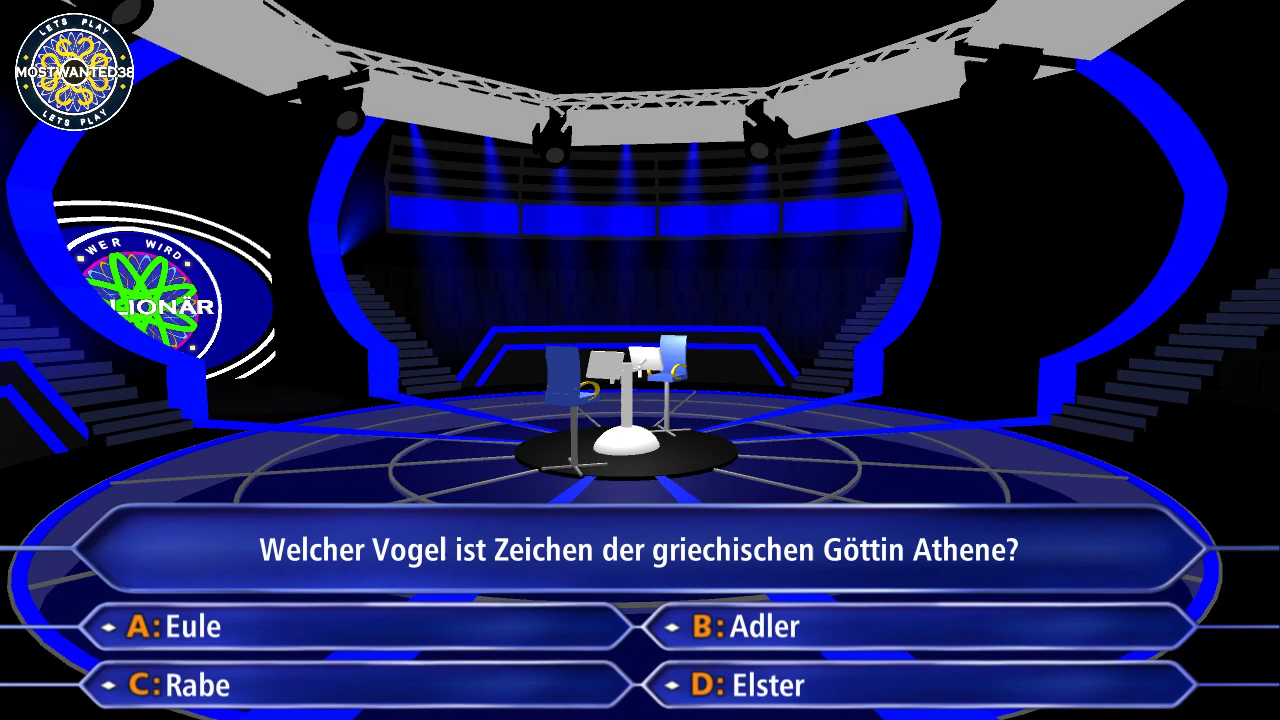 LETS PLAY
MOSTWANTED38
LETS PLAY
WER WIRD
LIONÄR
Welcher Vogel ist Zeichen der griechischen Göttin Athene?
A: Eule
B: Adler
C: Rabe
D: Elster